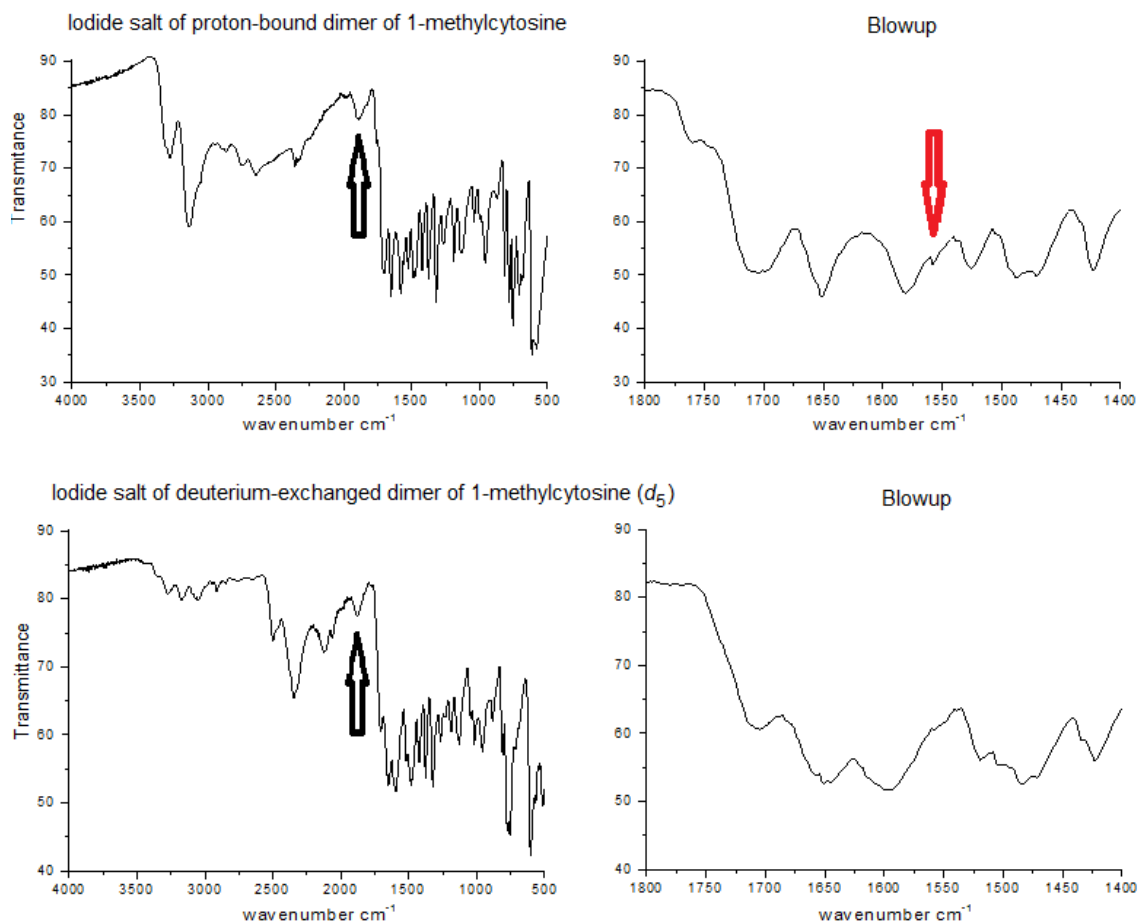 Iodide salt of proton-bound dimer of 1-methylcytosine
Blowup
Transmitance
90
80
70
60
50
40
30
4000 3500 3000 2500 2000 1500 1000 500
wavenumber cm-1
90
80
70
60
50
40
30
1800 1750 1700 1650 1600 1550 1500 1450 1400
wavenumber cm-1
Iodide salt of deuterium-exchanged dimer of 1-methylcytosine (d5)
Blowup
Transmittance
90
80
70
60
50
40
4000 3500 3000 2500 2000 1500 1000 500
wavenumber cm-1
90
80
70
60
50
40
1800 1750 1700 1650 1600 1550 1500 1450 1400
wavenumber cm-1